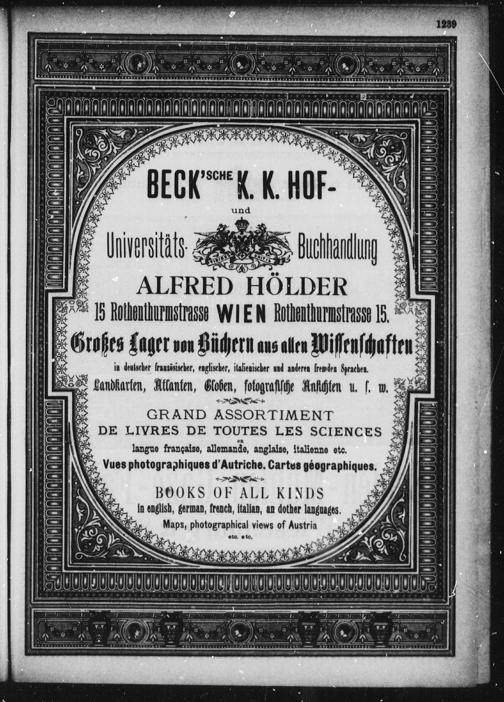 1239
BECK'SCHE K. K. HOF-
und
Universitäts- Buchhandlung
ALFRED HÖLDER
15 Rothenthurmstrasse WIEN Rothenthurmstrasse 15.
Großes Lager von Büchern aus allen Wissenschaften
in deutscher französischer, englischer, italienischer und anderen fremden Sprachen.
Landkarten, Atlanten, Globen, fotografische Ansichten u. s. w.
GRAND ASSORTIMENT
DE LIVRES DE TOUTES LES SCIENCES
en
langue française, allemande, anglaise, italienne etc.
Vues photographiques d'Autriche. Cartus géographiques.
BOOKS OF ALL KINDS
in english, german, french, italian, an dother languages.
Maps, photographical views of Austria
etc. etc.